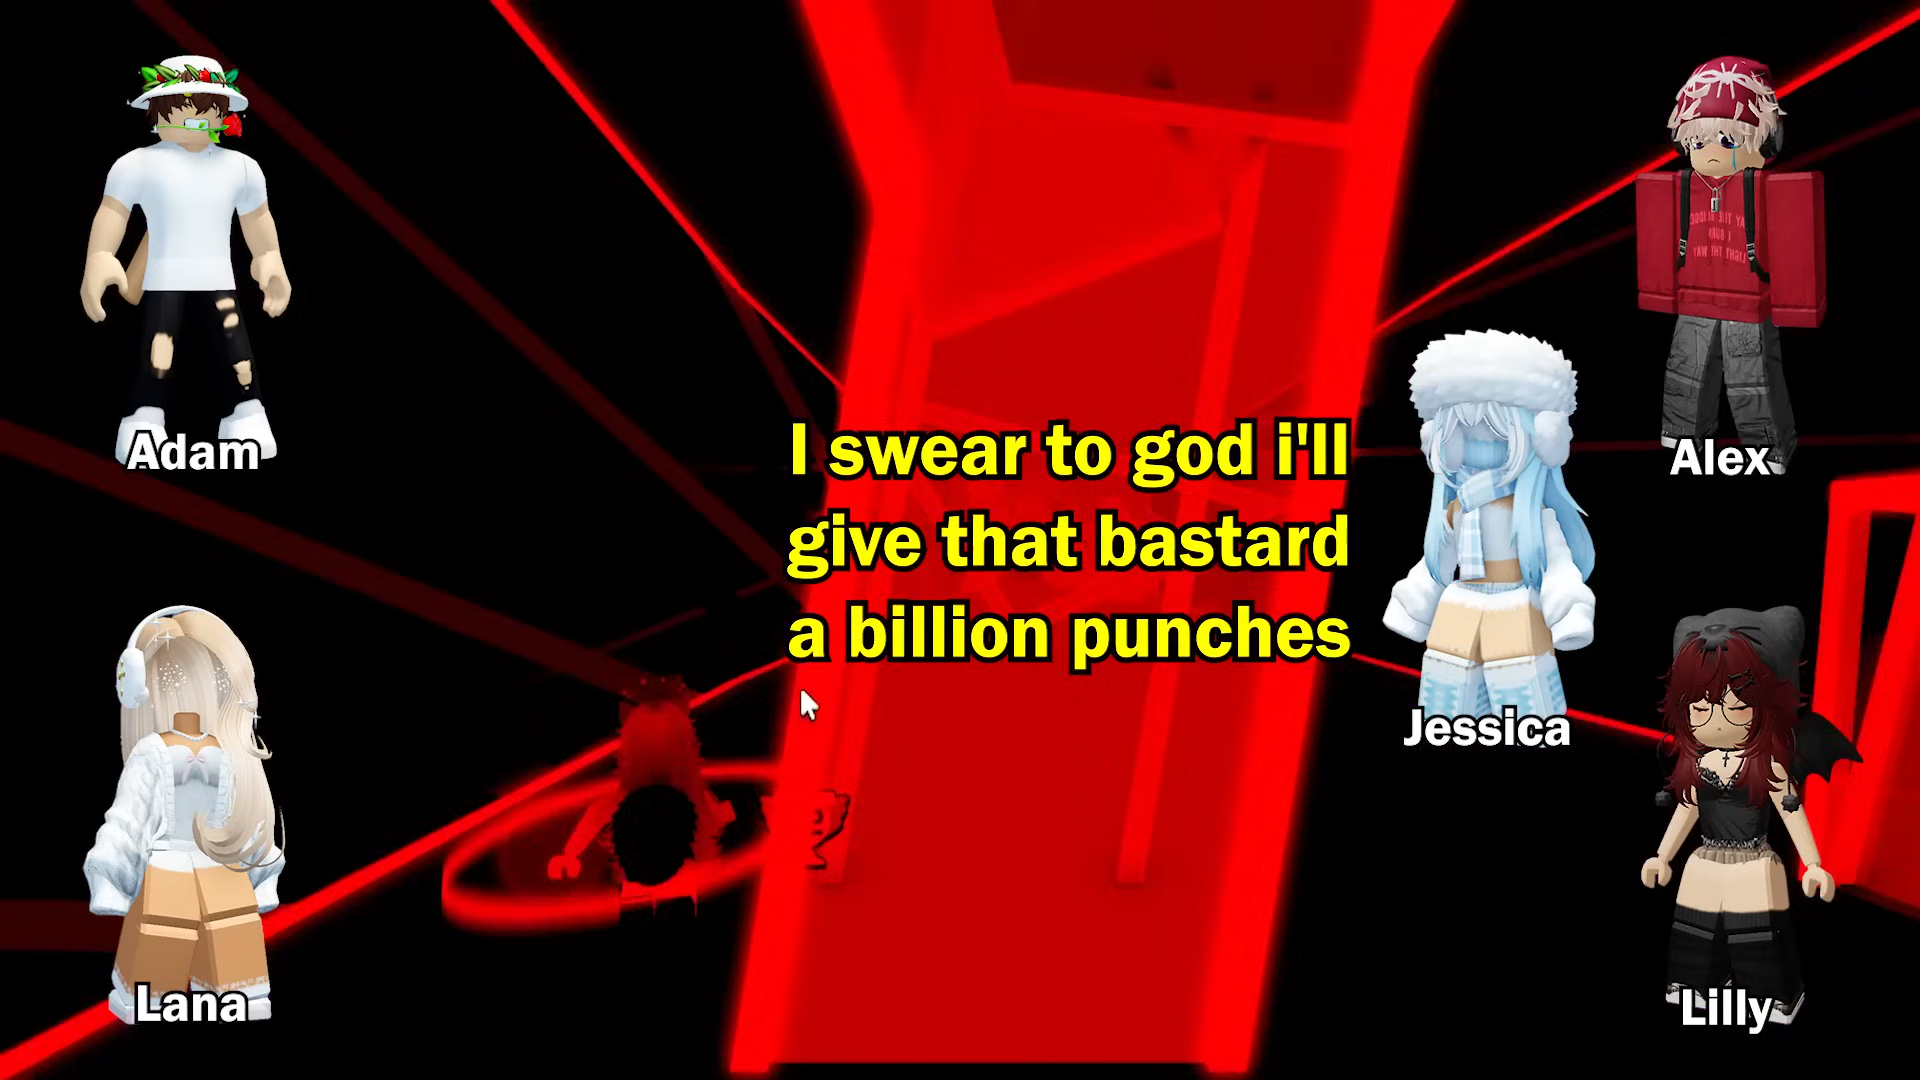 Adam
Alex
I swear to god i'll
give that bastard
a billion punches
Jessica
Lana
Lilly